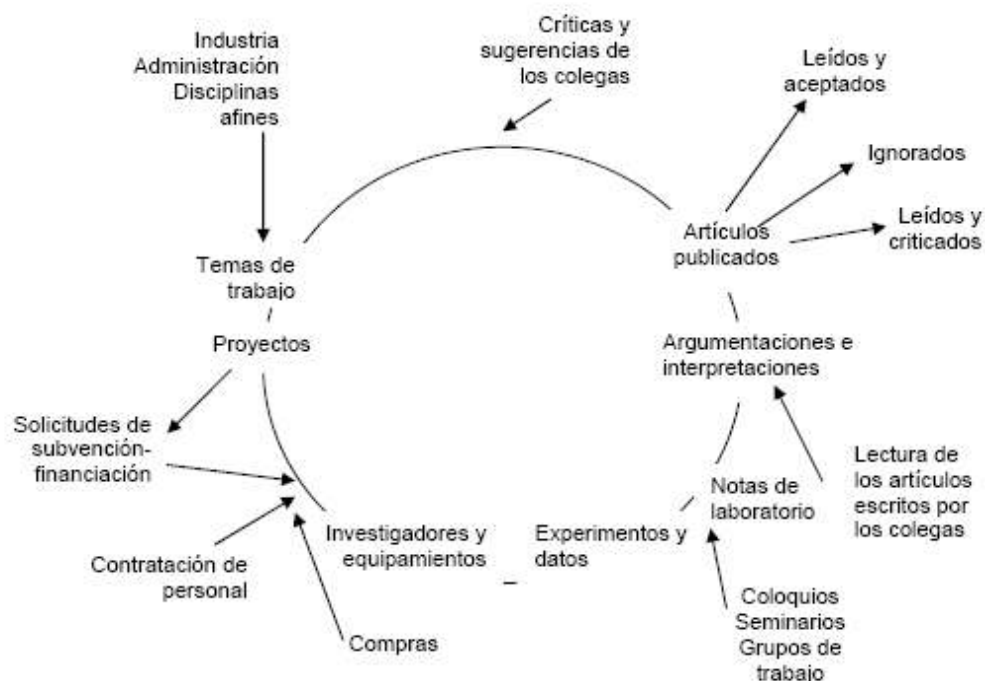 Industria
Administración
Disciplinas
afines
Críticas y
sugerencias de
los colegas
Leídos y
aceptados
Ignorados
Leídos y
criticados
Artículos
publicados
Temas de
trabajo
Proyectos
Argumentaciones e
interpretaciones
Solicitudes de
subvención-
financiación
Lectura de
los artículos
escritos por
los colegas
Notas de
laboratorio
Investigadores y
equipamientos
Experimentos y
datos
Contratación de
personal
Compras
Coloquios
Seminarios
Grupos de
trabajo